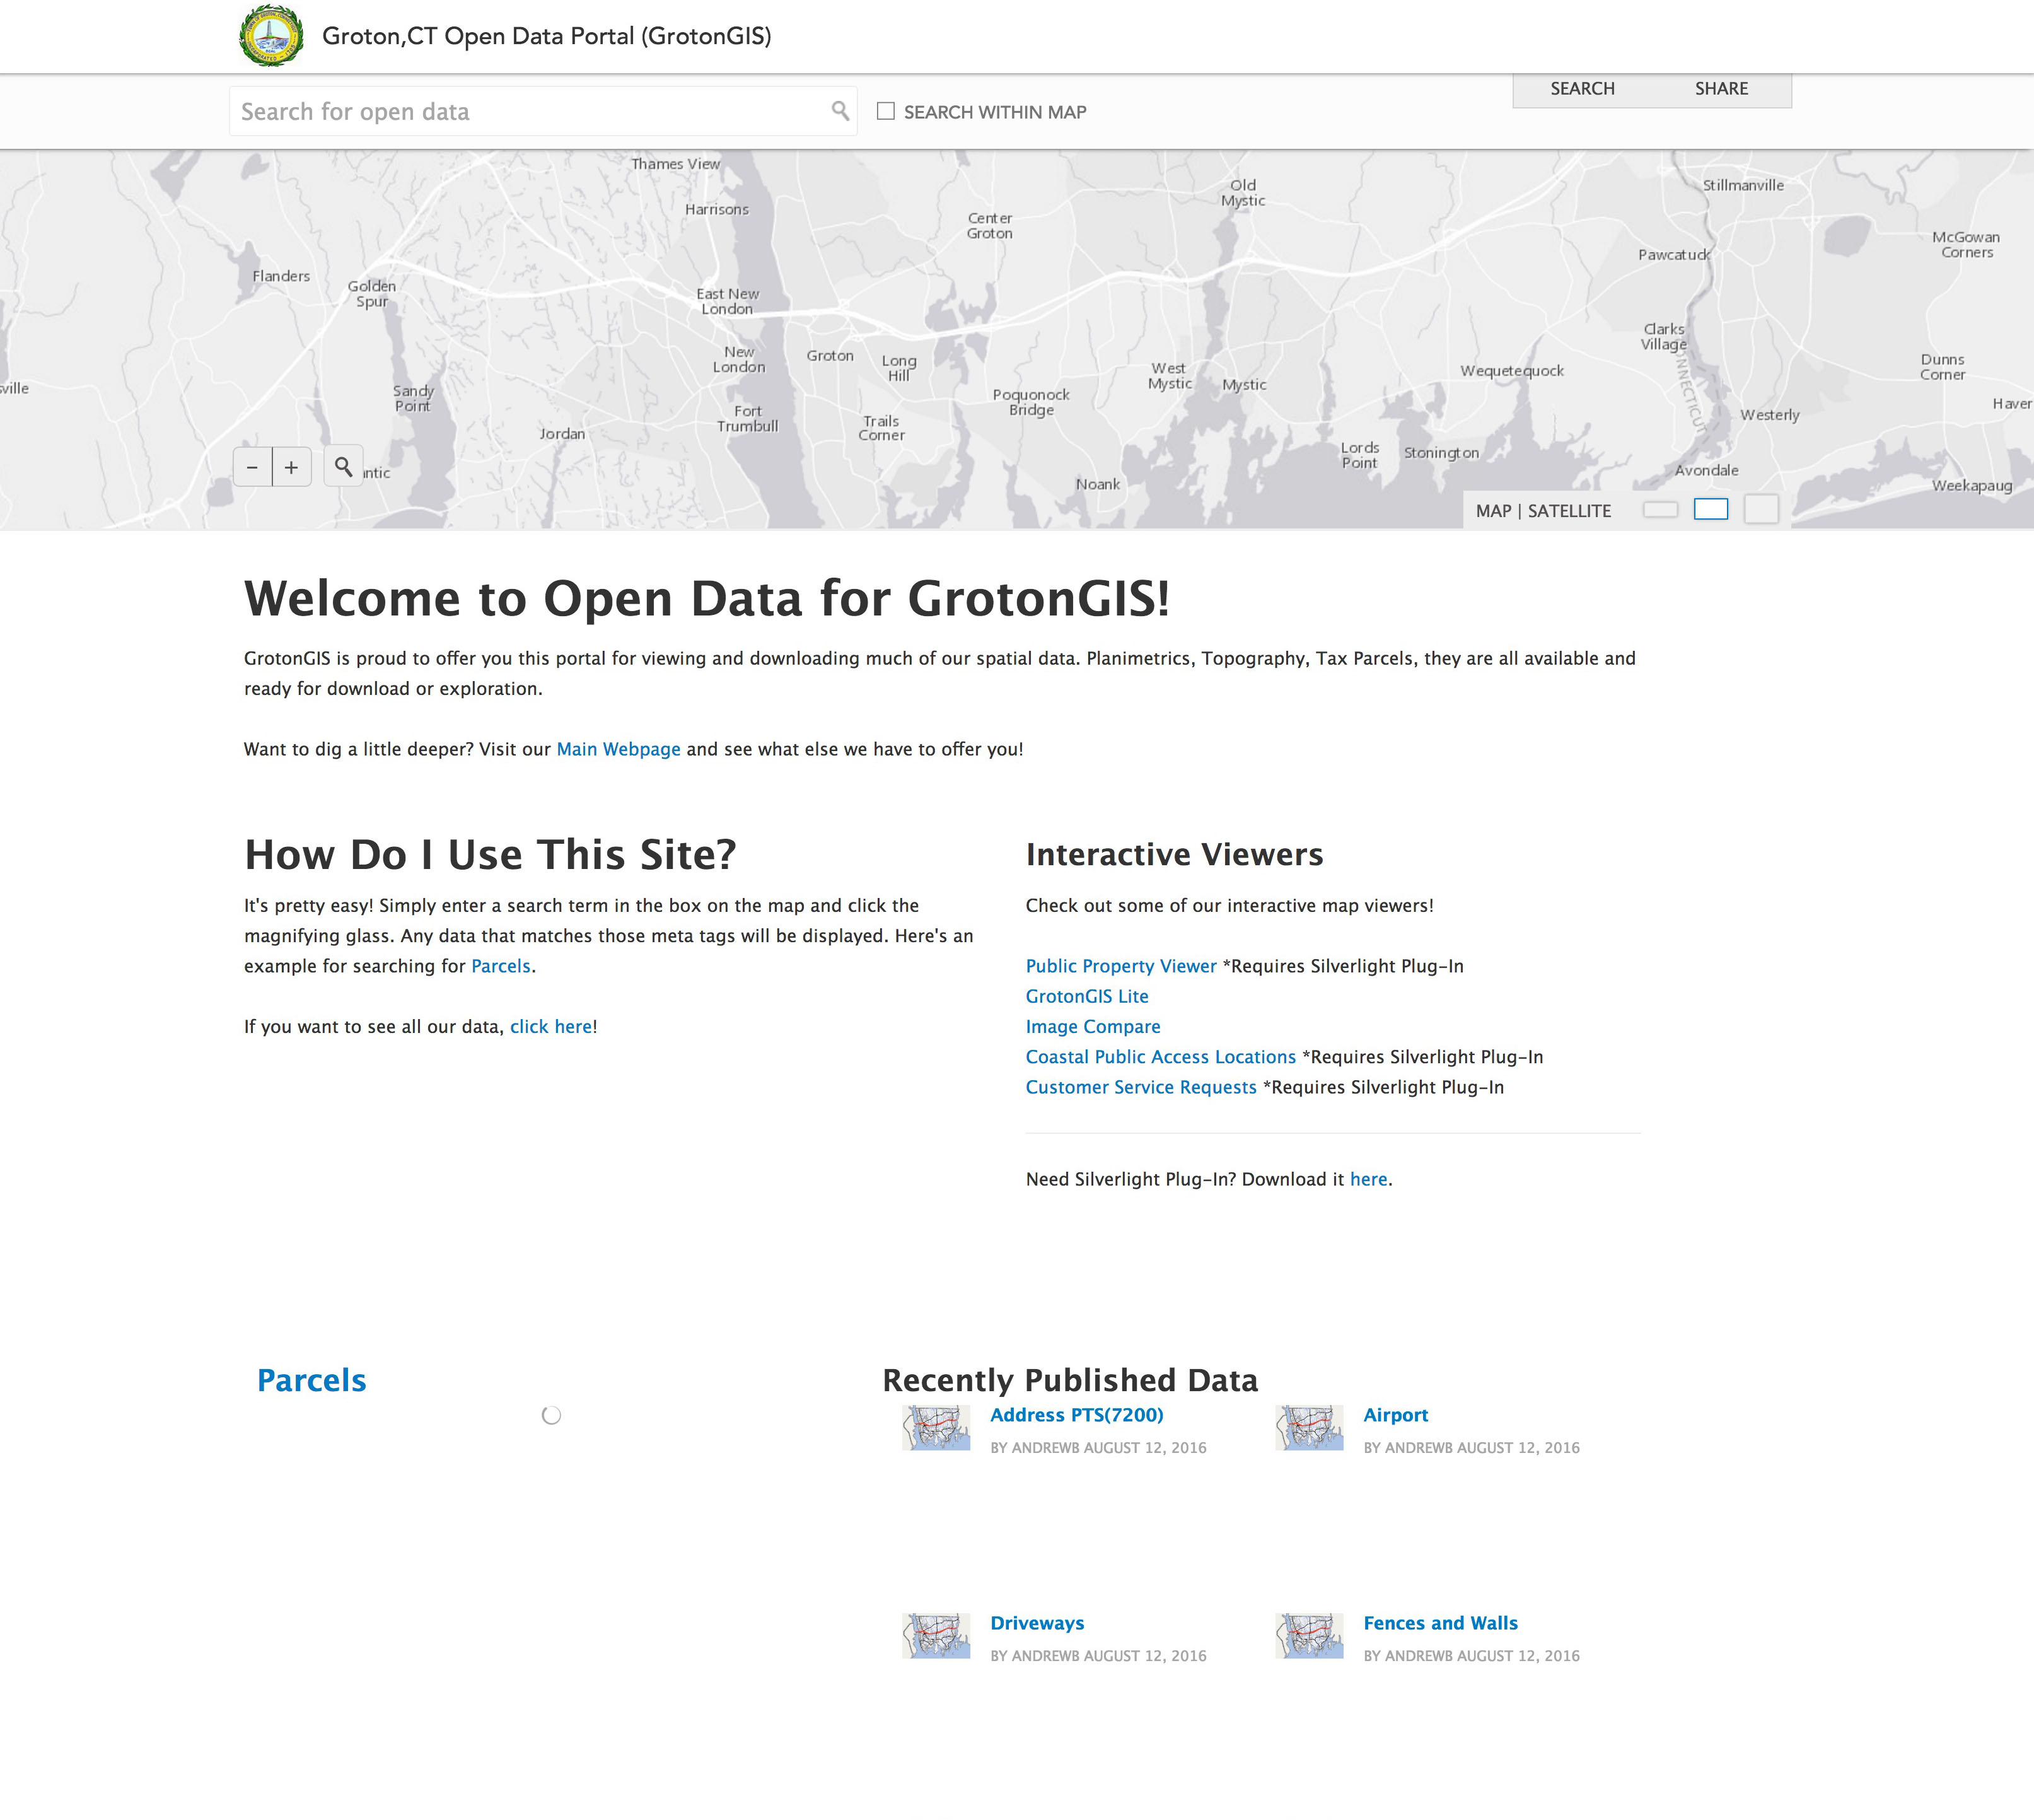 Groton,CT Open Data Portal (GrotonGIS)
SEARCH SHARE
Search for open data
SEARCH WITHIN MAP
Thames View
Harrisons
Center
Groton
Old
Mystic
Stillmanville
McGowan
Corners
Pawcatuck
Flanders
Golden
Spur
East New
London
Clarks
Village
CONNECTICUT
New
London
Groton
Long
Hill
West
Mystic
Mystic
Wequetequock
Dunns
Corner
ville
Sandy
Point
Poquonock
Bridge
Haver
Fort
Trumbull
Trails
Corner
Westerly
Jordan
Lords
Point
Stonington
Avondale
− +
ntic
Noank
Weekapaug
MAP | SATELLITE
Welcome to Open Data for GrotonGIS!
GrotonGIS is proud to offer you this portal for viewing and downloading much of our spatial data. Planimetrics, Topography, Tax Parcels, they are all available and
ready for download or exploration.
Want to dig a little deeper? Visit our Main Webpage and see what else we have to offer you!
How Do I Use This Site?
It's pretty easy! Simply enter a search term in the box on the map and click the
magnifying glass. Any data that matches those meta tags will be displayed. Here's an
example for searching for Parcels.
If you want to see all our data, click here!
Interactive Viewers
Check out some of our interactive map viewers!
Public Property Viewer *Requires Silverlight Plug-In
GrotonGIS Lite
Image Compare
Coastal Public Access Locations *Requires Silverlight Plug-In
Customer Service Requests *Requires Silverlight Plug-In
Need Silverlight Plug-In? Download it here.
Parcels
Recently Published Data
Address PTS(7200)
BY ANDREWB AUGUST 12, 2016
Airport
BY ANDREWB AUGUST 12, 2016
Driveways
BY ANDREWB AUGUST 12, 2016
Fences and Walls
BY ANDREWB AUGUST 12, 2016